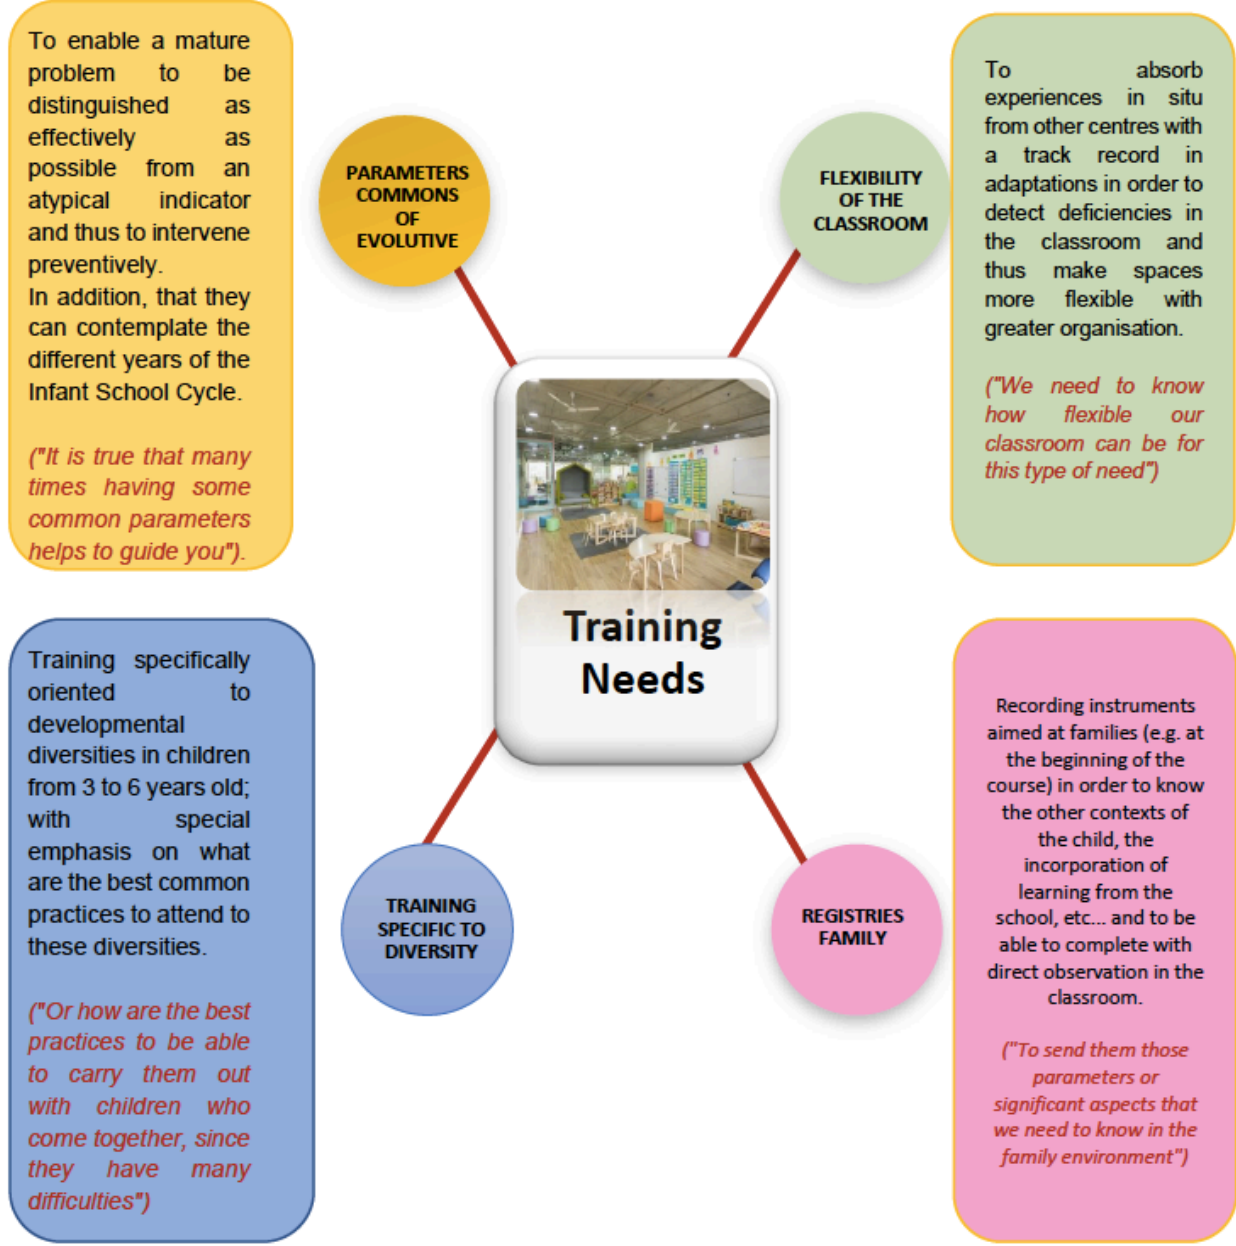 To enable a mature
problem to be
distinguished as
effectively as
possible from an
atypical indicator
and thus to intervene
preventively.
In addition, that they
can contemplate the
different years of the
Infant School Cycle.
("It is true that many
times having some
common parameters
helps to guide you").
PARAMETERS
COMMONS
OF
EVOLUTIVE
FLEXIBILITY
OF THE
CLASSROOM
To absorb
experiences in situ
from other centres with
a track record in
adaptations in order to
detect deficiencies in
the classroom and
thus make spaces
more flexible with
greater organisation.
("We need to know
how flexible our
classroom can be for
this type of need")
Training
Needs
Training specifically
oriented to
developmental
diversities in children
from 3 to 6 years old;
with special
emphasis on what
are the best common
practices to attend to
these diversities.
("Or how are the best
practices to be able
to carry them out
with children who
come together, since
they have many
difficulties")
TRAINING
SPECIFIC TO
DIVERSITY
REGISTRIES
FAMILY
Recording instruments
aimed at families (e.g. at
the beginning of the
course) in order to know
the other contexts of
the child, the
incorporation of
learning from the
school, etc... and to be
able to complete with
direct observation in the
classroom.
("To send them those
parameters or
significant aspects that
we need to know in the
family environment")